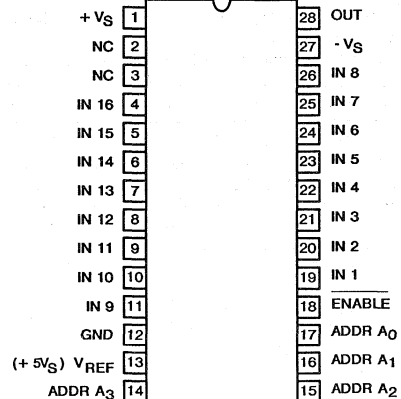 + VS 1 28 OUT
NC 2 27 - VS
NC 3 26 IN 8
IN 16 4 25 IN 7
IN 15 5 24 IN 6
IN 14 6 23 IN 5
IN 13 7 22 IN 4
IN 12 8 21 IN 3
IN 11 9 20 IN 2
IN 10 10 19 IN 1
IN 9 11 18 ENABLE
GND 12 17 ADDR A0
(+ 5VS) VREF 13 16 ADDR A1
ADDR A3 14 15 ADDR A2